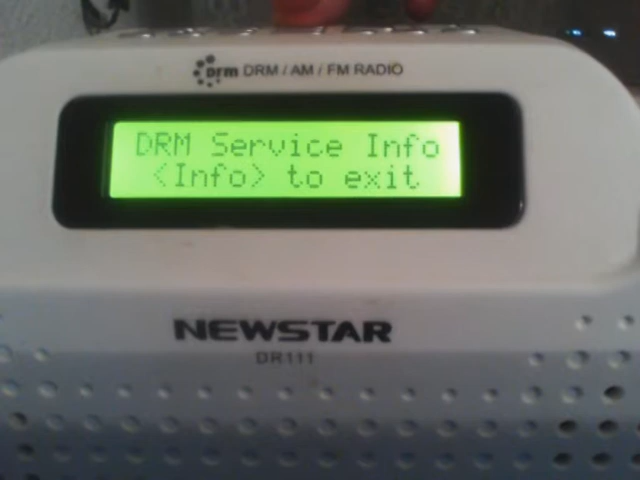 drm DRM / AM / FM RADIO
DRM Service Info
<Info> to exit
NEWSTAR
DR111